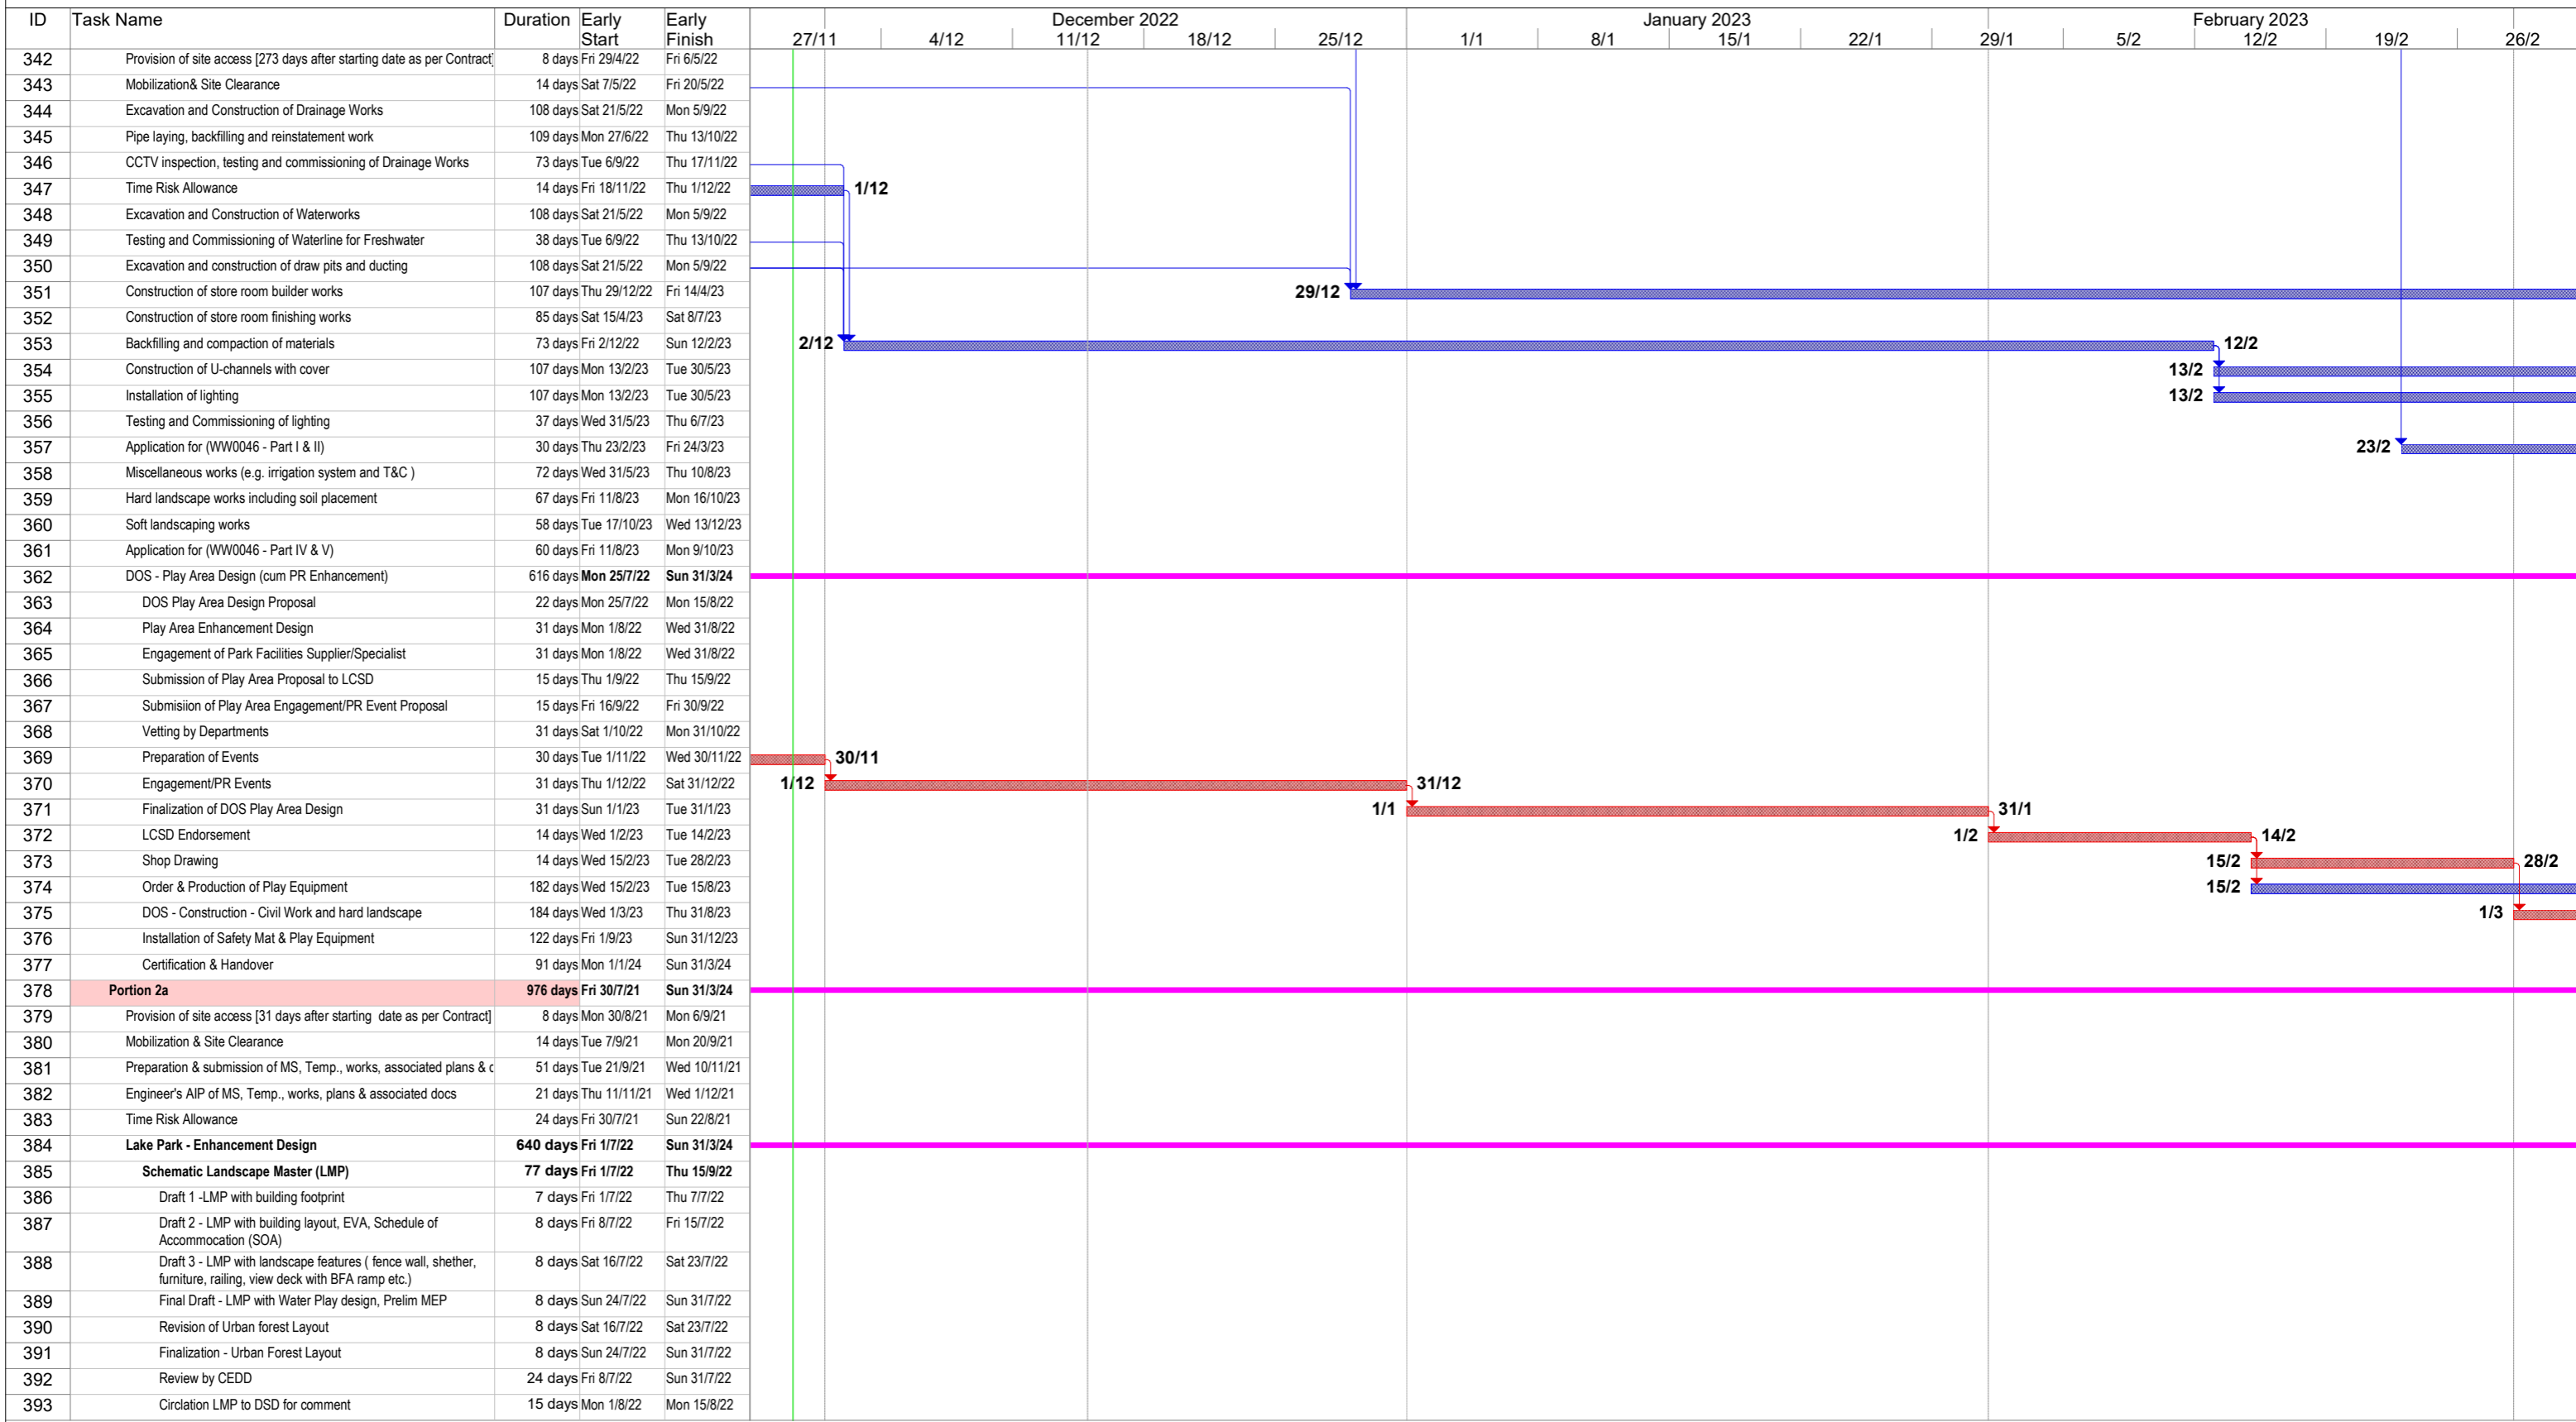 ID Task Name Duration Early Start Early Finish December 2022 January 2023 February 2023
27/11 4/12 11/12 18/12 25/12 1/1 8/1 15/1 22/1 29/1 5/2 12/2 19/2 26/2
342 Provision of site access [273 days after starting date as per Contract] 8 days Fri 29/4/22 Fri 6/5/22
343 Mobilization& Site Clearance 14 days Sat 7/5/22 Fri 20/5/22
344 Excavation and Construction of Drainage Works 108 days Sat 21/5/22 Mon 5/9/22
345 Pipe laying, backfilling and reinstatement work 109 days Mon 27/6/22 Thu 13/10/22
346 CCTV inspection, testing and commissioning of Drainage Works 73 days Tue 6/9/22 Thu 17/11/22
347 Time Risk Allowance 14 days Fri 18/11/22 Thu 1/12/22 1/12
348 Excavation and Construction of Waterworks 108 days Sat 21/5/22 Mon 5/9/22
349 Testing and Commissioning of Waterline for Freshwater 38 days Tue 6/9/22 Thu 13/10/22
350 Excavation and construction of draw pits and ducting 108 days Sat 21/5/22 Mon 5/9/22
351 Construction of store room builder works 107 days Thu 29/12/22 Fri 14/4/23 29/12
352 Construction of store room finishing works 85 days Sat 15/4/23 Sat 8/7/23
353 Backfilling and compaction of materials 73 days Fri 2/12/22 Sun 12/2/23 2/12 12/2
354 Construction of U-channels with cover 107 days Mon 13/2/23 Tue 30/5/23 13/2
355 Installation of lighting 107 days Mon 13/2/23 Tue 30/5/23 13/2
356 Testing and Commissioning of lighting 37 days Wed 31/5/23 Thu 6/7/23
357 Application for (WW0046 - Part I & II) 30 days Thu 23/2/23 Fri 24/3/23 23/2
358 Miscellaneous works (e.g. irrigation system and T&C ) 72 days Wed 31/5/23 Thu 10/8/23
359 Hard landscape works including soil placement 67 days Fri 11/8/23 Mon 16/10/23
360 Soft landscaping works 58 days Tue 17/10/23 Wed 13/12/23
361 Application for (WW0046 - Part IV & V) 60 days Fri 11/8/23 Mon 9/10/23
362 DOS - Play Area Design (cum PR Enhancement) 616 days Mon 25/7/22 Sun 31/3/24
363 DOS Play Area Design Proposal 22 days Mon 25/7/22 Mon 15/8/22
364 Play Area Enhancement Design 31 days Mon 1/8/22 Wed 31/8/22
365 Engagement of Park Facilities Supplier/Specialist 31 days Mon 1/8/22 Wed 31/8/22
366 Submission of Play Area Proposal to LCSD 15 days Thu 1/9/22 Thu 15/9/22
367 Submisiion of Play Area Engagement/PR Event Proposal 15 days Fri 16/9/22 Fri 30/9/22
368 Vetting by Departments 31 days Sat 1/10/22 Mon 31/10/22
369 Preparation of Events 30 days Tue 1/11/22 Wed 30/11/22 30/11
370 Engagement/PR Events 31 days Thu 1/12/22 Sat 31/12/22 1/12 31/12
371 Finalization of DOS Play Area Design 31 days Sun 1/1/23 Tue 31/1/23 1/1 31/1
372 LCSD Endorsement 14 days Wed 1/2/23 Tue 14/2/23 1/2 14/2
373 Shop Drawing 14 days Wed 15/2/23 Tue 28/2/23 15/2 28/2
374 Order & Production of Play Equipment 182 days Wed 15/2/23 Tue 15/8/23 15/2
375 DOS - Construction - Civil Work and hard landscape 184 days Wed 1/3/23 Thu 31/8/23 1/3
376 Installation of Safety Mat & Play Equipment 122 days Fri 1/9/23 Sun 31/12/23
377 Certification & Handover 91 days Mon 1/1/24 Sun 31/3/24
378 Portion 2a 976 days Fri 30/7/21 Sun 31/3/24
379 Provision of site access [31 days after starting date as per Contract] 8 days Mon 30/8/21 Mon 6/9/21
380 Mobilization & Site Clearance 14 days Tue 7/9/21 Mon 20/9/21
381 Preparation & submission of MS, Temp., works, associated plans & 51 days Tue 21/9/21 Wed 10/11/21
382 Engineer's AIP of MS, Temp., works, plans & associated docs 21 days Thu 11/11/21 Wed 1/12/21
383 Time Risk Allowance 24 days Fri 30/7/21 Sun 22/8/21
384 Lake Park - Enhancement Design 640 days Fri 1/7/22 Sun 31/3/24
385 Schematic Landscape Master (LMP) 77 days Fri 1/7/22 Thu 15/9/22
386 Draft 1 -LMP with building footprint 7 days Fri 1/7/22 Thu 7/7/22
387 Draft 2 - LMP with building layout, EVA, Schedule of 8 days Fri 8/7/22 Fri 15/7/22
Accommocation (SOA)
388 Draft 3 - LMP with landscape features ( fence wall, shether, 8 days Sat 16/7/22 Sat 23/7/22
furniture, railing, view deck with BFA ramp etc.)
389 Final Draft - LMP with Water Play design, Prelim MEP 8 days Sun 24/7/22 Sun 31/7/22
390 Revision of Urban forest Layout 8 days Sat 16/7/22 Sat 23/7/22
391 Finalization - Urban Forest Layout 8 days Sun 24/7/22 Sun 31/7/22
392 Review by CEDD 24 days Fri 8/7/22 Sun 31/7/22
393 Circlation LMP to DSD for comment 15 days Mon 1/8/22 Mon 15/8/22